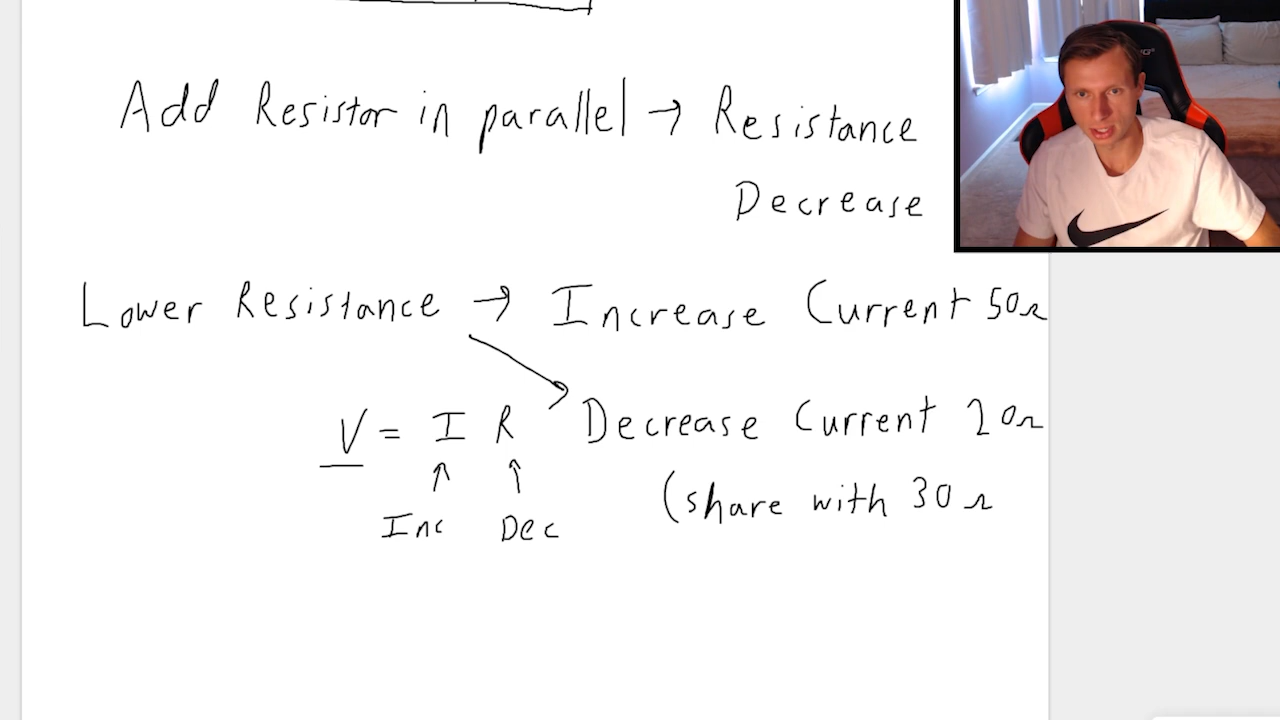 Add Resistor in parallel → Resistance
Decrease
Lower Resistance → Increase Current 50Ω
V = I R Decrease Current 20Ω
(share with 30Ω
Inc Dec